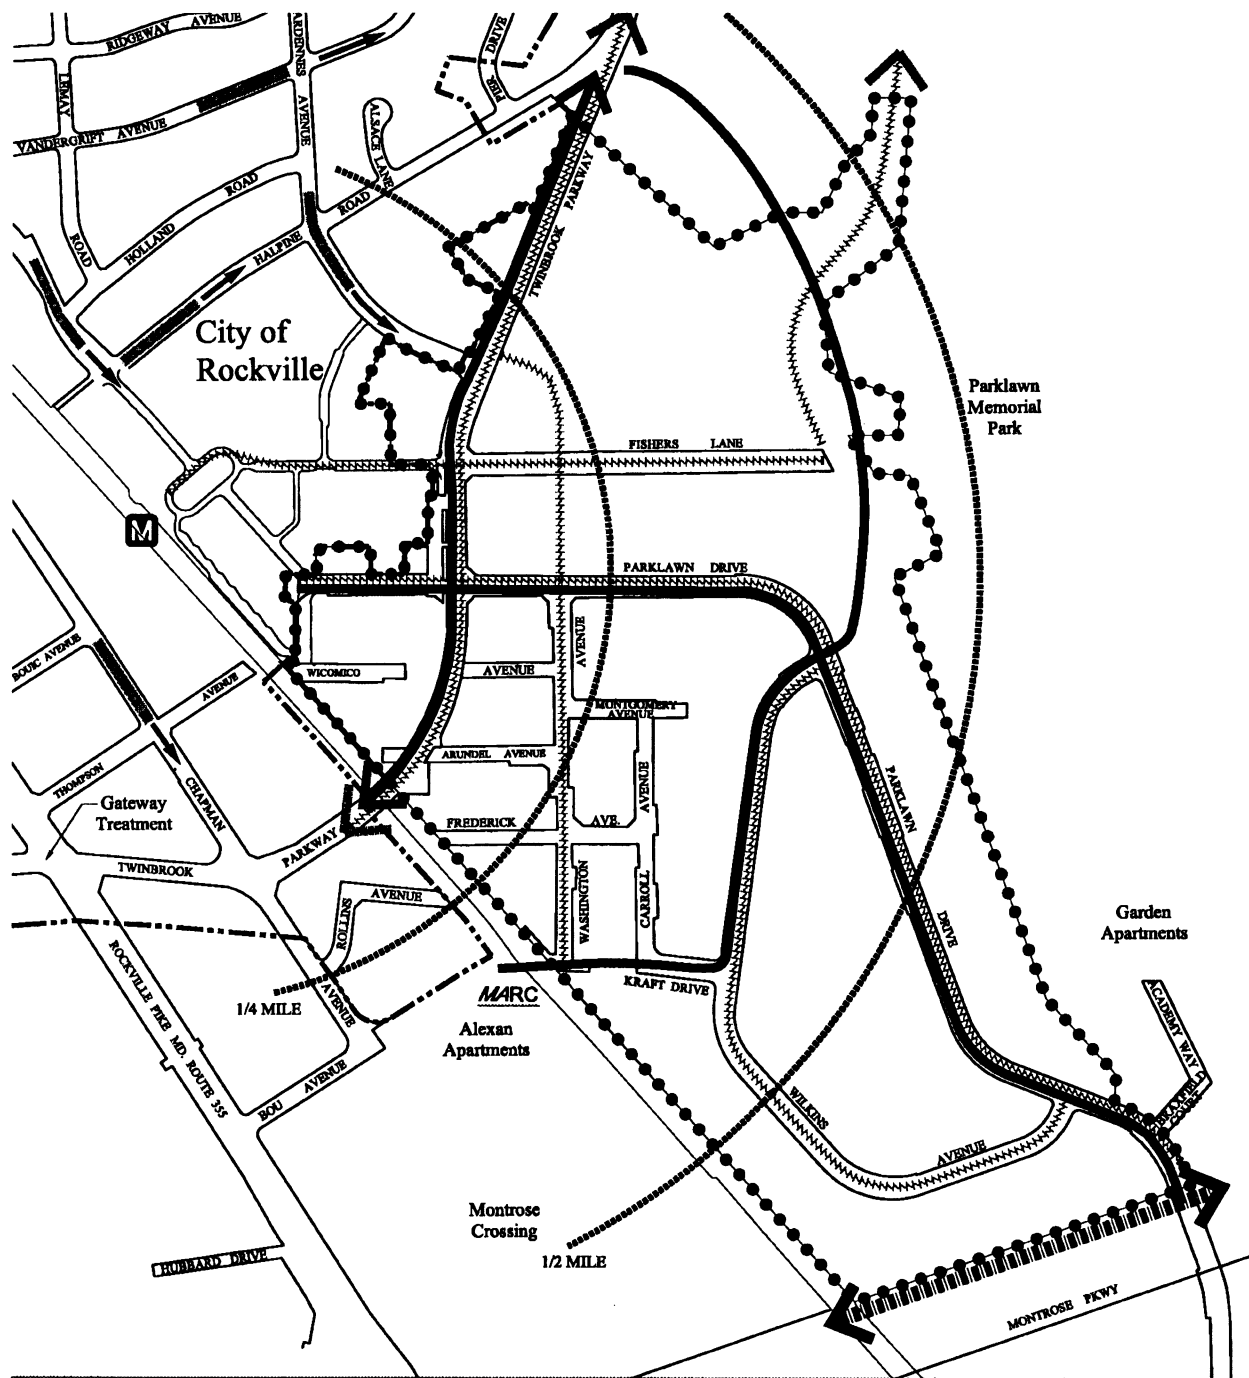 RIDGEWAY AVENUE
ARDENNES
AVENUE
PIER
DRIVE
LEMAY
ROAD
VANDERGRIFT AVENUE
ALSACE LANE
HOLLAND ROAD
HALPINE ROAD
TWINBROOK PARKWAY
City of
Rockville
Parklawn
Memorial
Park
FISHERS LANE
M
PARKLAWN DRIVE
BOUIC AVENUE
WICOMICO AVENUE
AVENUE
AVENUE
MONTGOMERY
AVENUE
THOMPSON
CHAPMAN
ARUNDEL AVENUE
AVENUE
Gateway
Treatment
FREDERICK AVE.
PARKWAY
TWINBROOK
PARKLAWN
DRIVE
ROLLINS
AVENUE
WASHINGTON
CARROLL
Garden
Apartments
ROCKVILLE PIKE MD. ROUTE 355
AVENUE
1/4 MILE
MARC
KRAFT DRIVE
Alexan
Apartments
ACADEMY WAY
BOU AVENUE
WILKINS
AVENUE
COURT
Montrose
Crossing
1/2 MILE
HUBBARD DRIVE
MONTROSE PKWY